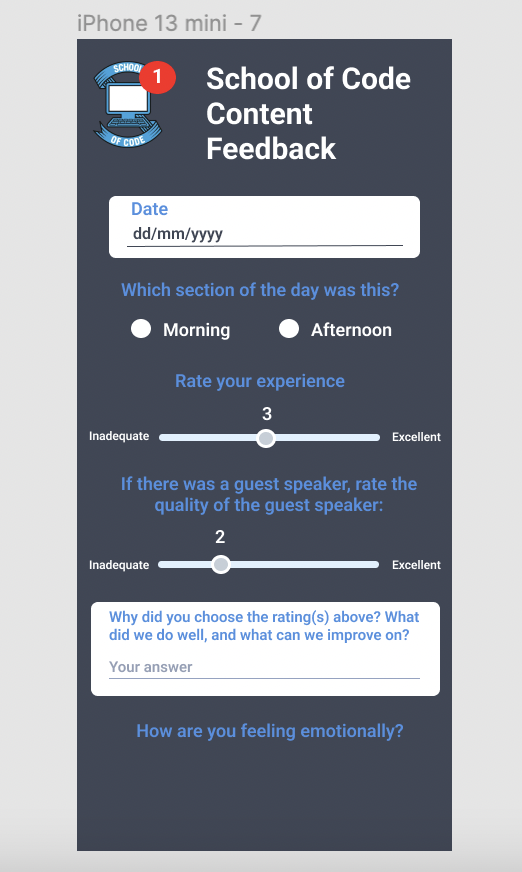 iPhone 13 mini - 7
SCHOOL
1
OF CODE
School of Code
Content
Feedback
Date
dd/mm/yyyy
Which section of the day was this?
Morning
Afternoon
Rate your experience
3
Inadequate
Excellent
If there was a guest speaker, rate the
quality of the guest speaker:
2
Inadequate
Excellent
Why did you choose the rating(s) above? What
did we do well, and what can we improve on?
Your answer
How are you feeling emotionally?